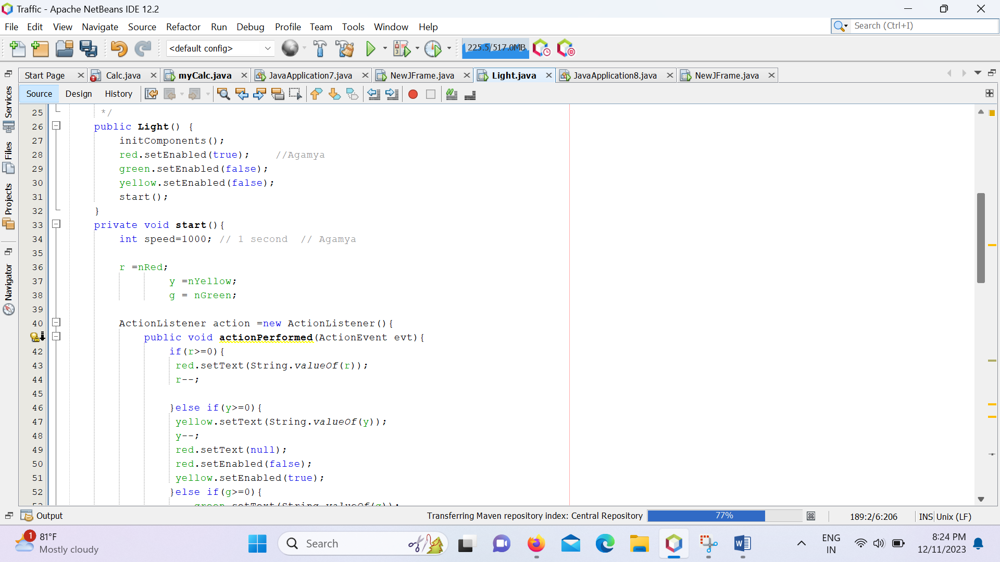 Traffic - Apache NetBeans IDE 12.2
File Edit View Navigate Source Refactor Run Debug Profile Team Tools Window Help
Search (Ctrl+I)
<default config>
225.5/517.0MB
Start Page Calc.java myCalc.java JavaApplication7.java NewJFrame.java Light.java JavaApplication8.java NewJFrame.java
Source Design History
Services
Files
Projects
Navigator
25 */
26 public Light() {
27 initComponents();
28 red.setEnabled(true); //Agamya
29 green.setEnabled(false);
30 yellow.setEnabled(false);
31 start();
32 }
33 private void start(){
34 int speed=1000; // 1 second // Agamya
35
36 r =nRed;
37 y =nYellow;
38 g = nGreen;
39
40 ActionListener action =new ActionListener(){
public void actionPerformed(ActionEvent evt){
42 if(r>=0){
43 red.setText(String.valueOf(r));
44 r--;
45
46 }else if(y>=0){
47 yellow.setText(String.valueOf(y));
48 y--;
49 red.setText(null);
50 red.setEnabled(false);
51 yellow.setEnabled(true);
52 }else if(g>=0){
53 green.setText(String.valueOf(g));
Output
Transferring Maven repository index: Central Repository 77% 189:2/6:206 INS Unix (LF)
1
81°F
Mostly cloudy
Search
ENG
IN
8:24 PM
12/11/2023